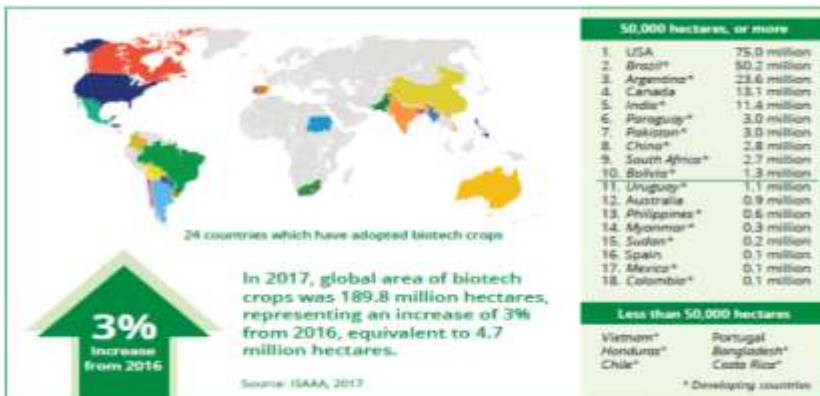 24 countries which have adopted biotech crops
3%
Increase
from 2016
In 2017, global area of biotech
crops was 189.8 million hectares,
representing an increase of 3%
from 2016, equivalent to 4.7
million hectares.
Source: ISAAA, 2017
50,000 hectares, or more
1. USA 75.0 million
2. Brazil* 50.2 million
3. Argentina* 23.6 million
4. Canada 13.1 million
5. India* 11.4 million
6. Paraguay* 3.0 million
7. Pakistan* 3.0 million
8. China* 2.8 million
9. South Africa* 2.7 million
10. Bolivia* 1.3 million
11. Uruguay* 1.1 million
12. Australia 0.9 million
13. Philippines* 0.6 million
14. Myanmar* 0.3 million
15. Sudan* 0.2 million
16. Spain 0.1 million
17. Mexico* 0.1 million
18. Colombia* 0.1 million
Less than 50,000 hectares
Vietnam* Portugal
Honduras* Bangladesh*
Chile* Costa Rica*
* Developing countries